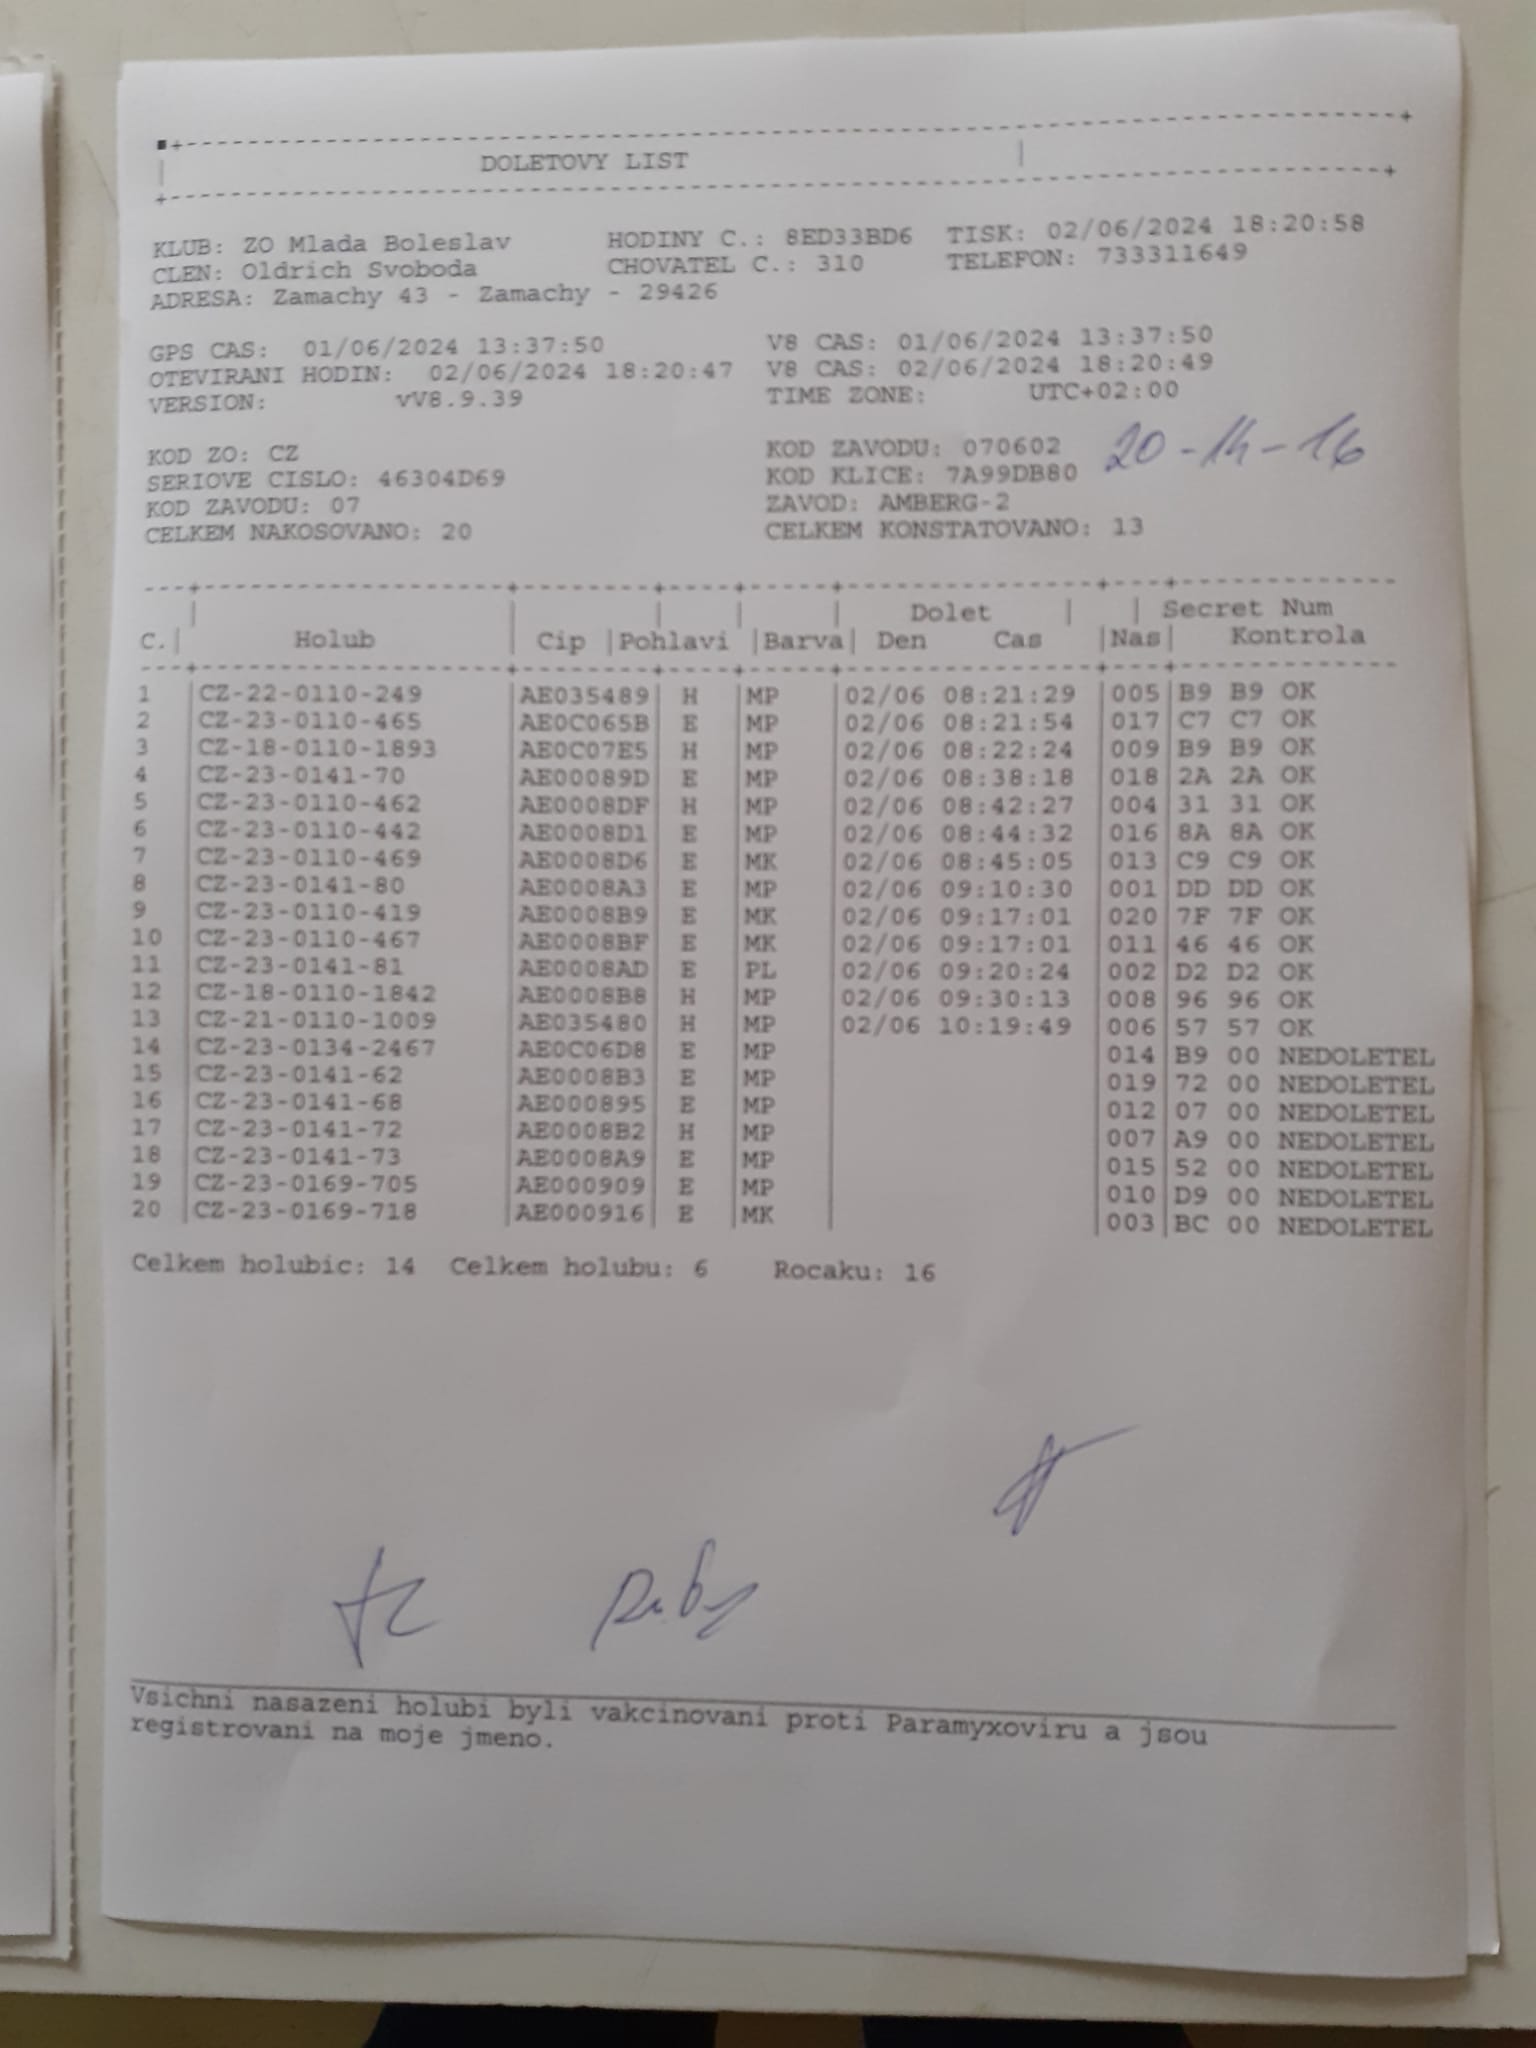 DOLETOVY LIST
KLUB: ZO Mlada Boleslav HODINY C.: 8ED33BD6 TISK: 02/06/2024 18:20:58
CLEN: Oldrich Svoboda CHOVATEL C.: 310 TELEFON: 733311649
ADRESA: Zamachy 43 - Zamachy - 29426
GPS CAS: 01/06/2024 13:37:50 V8 CAS: 01/06/2024 13:37:50
OTEVIRANI HODIN: 02/06/2024 18:20:47 V8 CAS: 02/06/2024 18:20:49
VERSION: vV8.9.39 TIME ZONE: UTC+02:00
KOD ZO: CZ KOD ZAVODU: 070602 20-14-16
SERIOVE CISLO: 46304D69 KOD KLICE: 7A99DB80
KOD ZAVODU: 07 ZAVOD: AMBERG-2
CELKEM NAKOSOVANO: 20 CELKEM KONSTATOVANO: 13
Dolet | | Secret Num
C.| Holub | Cip |Pohlavi |Barva| Den Cas |Nas| Kontrola
1 |CZ-22-0110-249 |AE035489| H |MP |02/06 08:21:29 |005|B9 B9 OK
2 |CZ-23-0110-465 |AE0C065B| E |MP |02/06 08:21:54 |017|C7 C7 OK
3 |CZ-18-0110-1893 |AE0C07E5| H |MP |02/06 08:22:24 |009|B9 B9 OK
4 |CZ-23-0141-70 |AE00089D| E |MP |02/06 08:38:18 |018|2A 2A OK
5 |CZ-23-0110-462 |AE0008DF| H |MP |02/06 08:42:27 |004|31 31 OK
6 |CZ-23-0110-442 |AE0008D1| E |MP |02/06 08:44:32 |016|8A 8A OK
7 |CZ-23-0110-469 |AE0008D6| E |MK |02/06 08:45:05 |013|C9 C9 OK
8 |CZ-23-0141-80 |AE0008A3| E |MP |02/06 09:10:30 |001|DD DD OK
9 |CZ-23-0110-419 |AE0008B9| E |MK |02/06 09:17:01 |020|7F 7F OK
10 |CZ-23-0110-467 |AE0008BF| E |MK |02/06 09:17:01 |011|46 46 OK
11 |CZ-23-0141-81 |AE0008AD| E |PL |02/06 09:20:24 |002|D2 D2 OK
12 |CZ-18-0110-1842 |AE0008B8| H |MP |02/06 09:30:13 |008|96 96 OK
13 |CZ-21-0110-1009 |AE035480| H |MP |02/06 10:19:49 |006|57 57 OK
14 |CZ-23-0134-2467 |AE0C06D8| E |MP | |014|B9 00 NEDOLETEL
15 |CZ-23-0141-62 |AE0008B3| E |MP | |019|72 00 NEDOLETEL
16 |CZ-23-0141-68 |AE000895| E |MP | |012|07 00 NEDOLETEL
17 |CZ-23-0141-72 |AE0008B2| H |MP | |007|A9 00 NEDOLETEL
18 |CZ-23-0141-73 |AE0008A9| E |MP | |015|52 00 NEDOLETEL
19 |CZ-23-0169-705 |AE000909| E |MP | |010|D9 00 NEDOLETEL
20 |CZ-23-0169-718 |AE000916| E |MK | |003|BC 00 NEDOLETEL
Celkem holubic: 14 Celkem holubu: 6 Rocaku: 16
Vsichni nasazeni holubi byli vakcinovani proti Paramyxoviru a jsou
registrovani na moje jmeno.